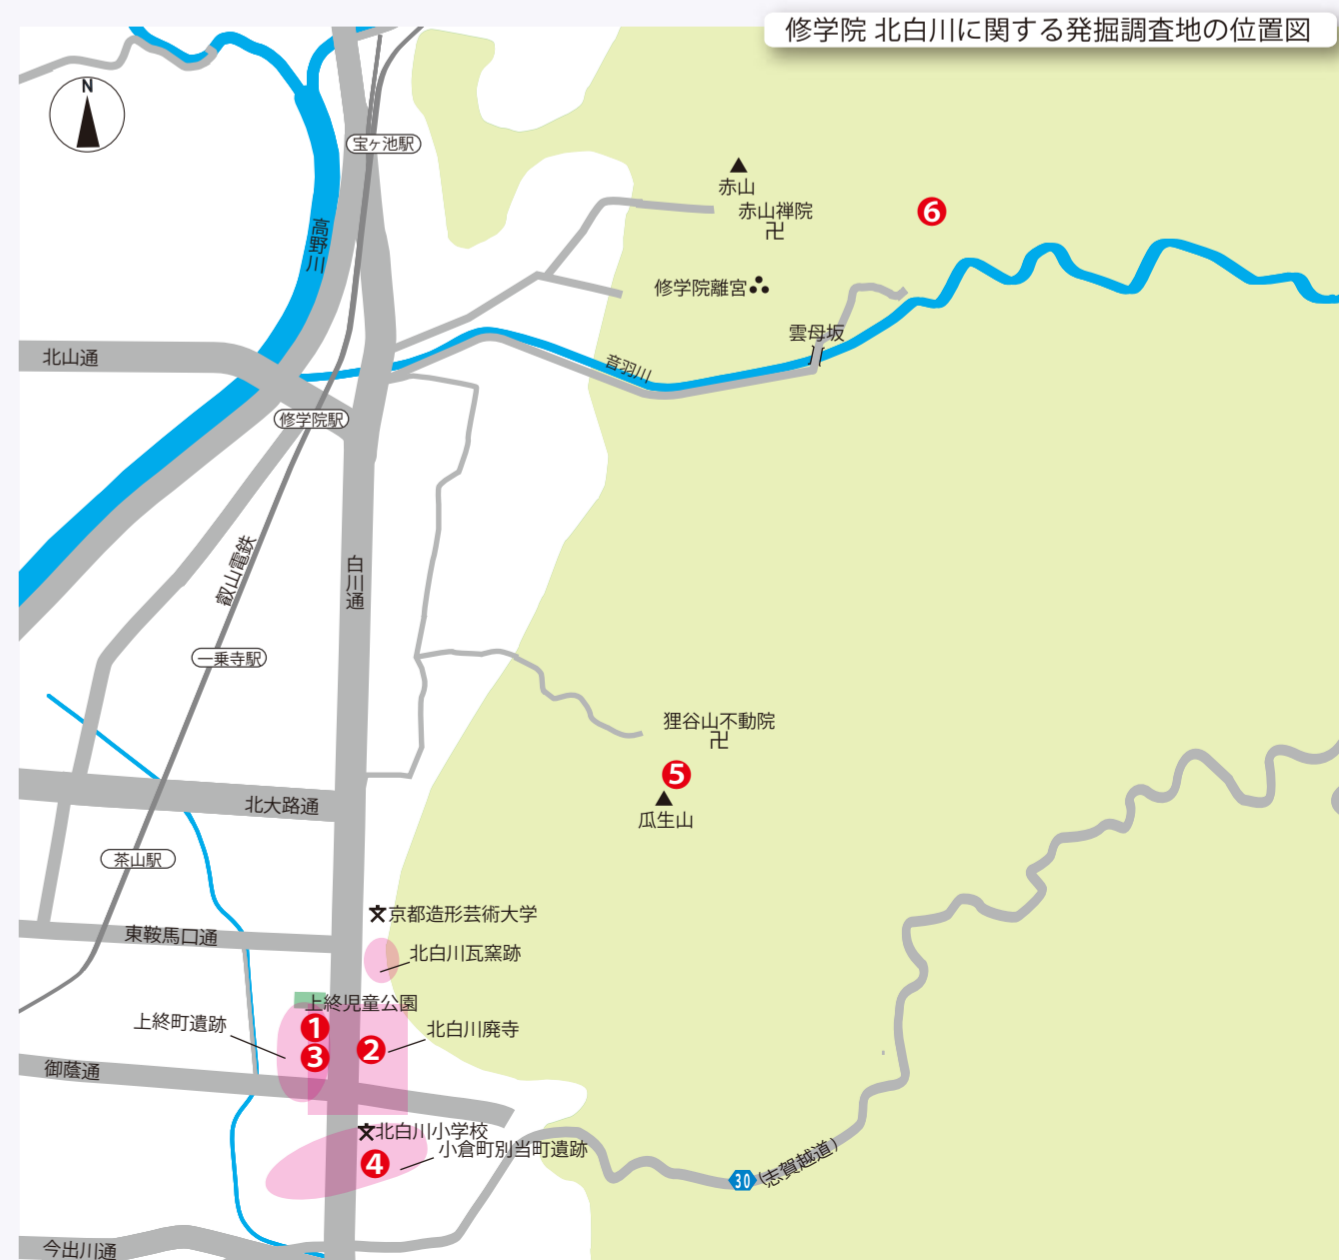 修学院 北白川に関する発掘調査地の位置図
N
宝ヶ池駅
赤山
赤山禅院
卍
6
高野川
修学院離宮
雲母坂
北山通
音羽川
修学院駅
叡山電鉄
白川通
一乗寺駅
狸谷山不動院
卍
5
瓜生山
北大路通
茶山駅
京都造形芸術大学
東鞍馬口通
北白川瓦窯跡
上終児童公園
上終町遺跡
1
北白川廃寺
3
2
御蔭通
北白川小学校
小倉町別当町遺跡
4
30
(志賀越道)
今出川通